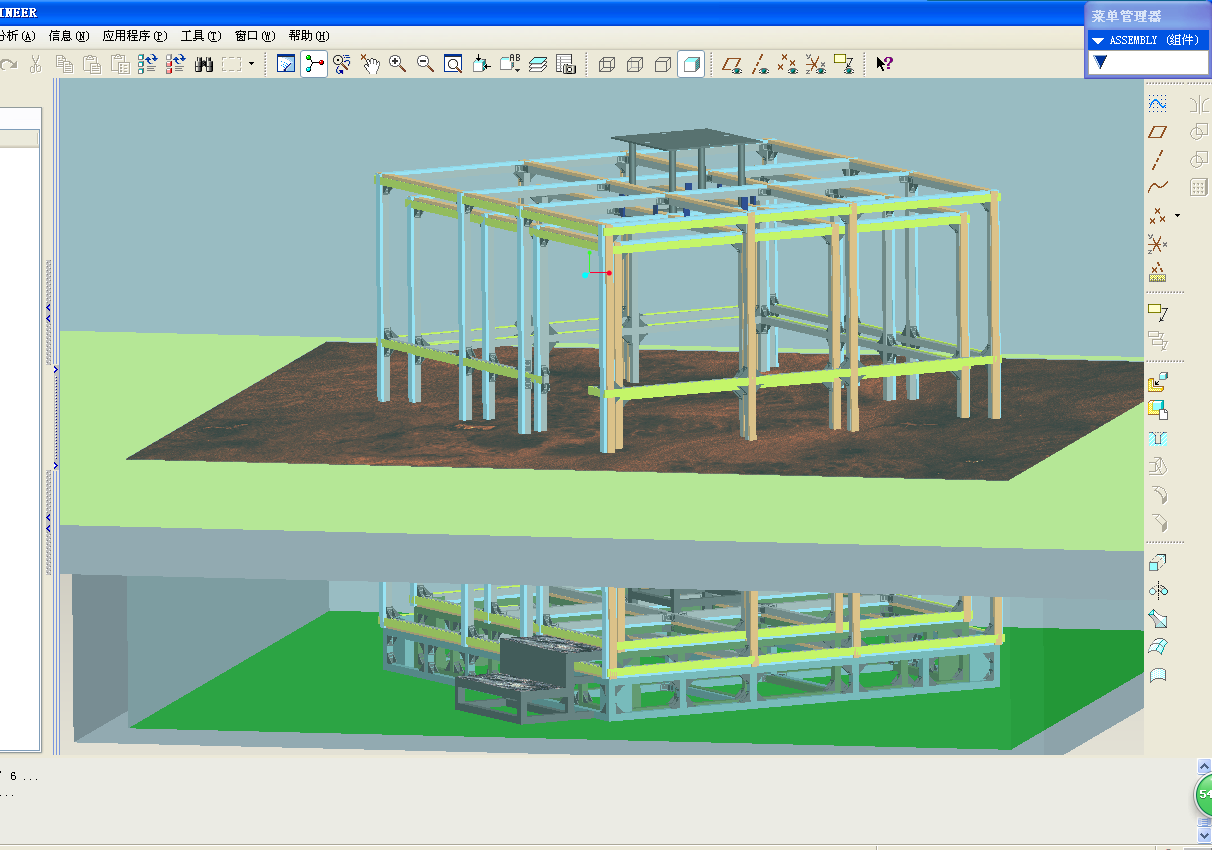 INEER
分析(A) 信息(N) 应用程序(P) 工具(T) 窗口(W) 帮助(H)
菜单管理器
ASSEMBLY (组件)
6 ...
...
54